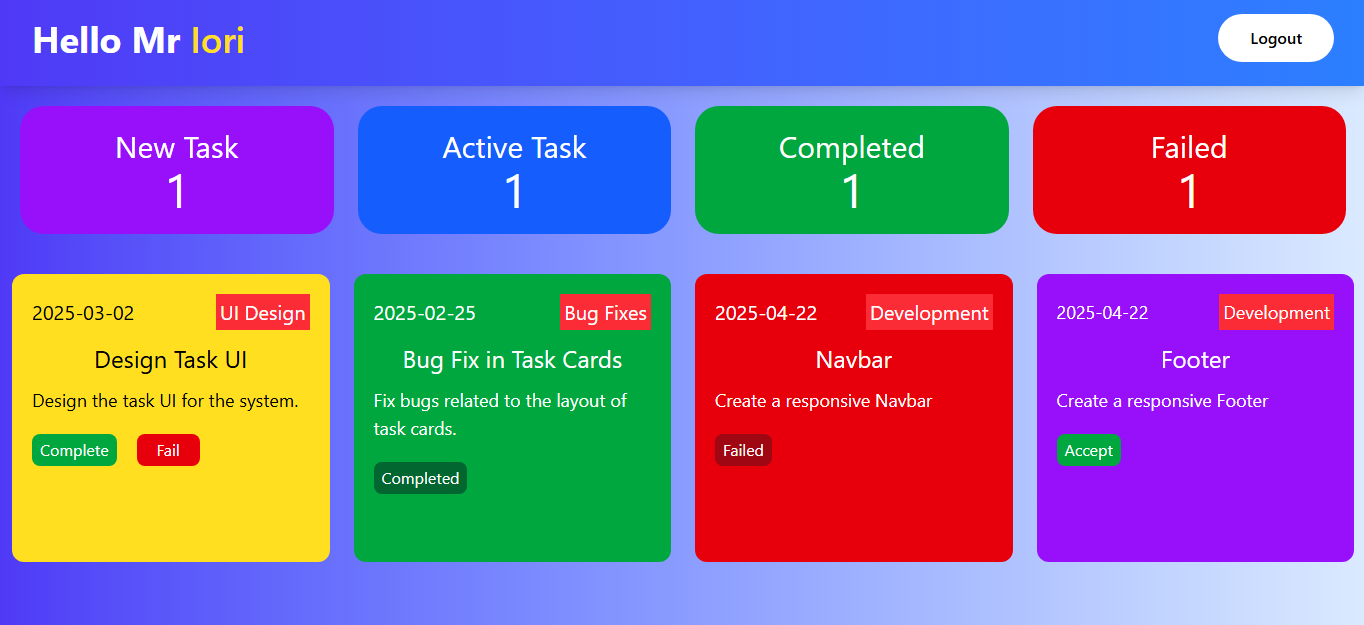 Hello Mr Iori
Logout
New Task
1
Active Task
1
Completed
1
Failed
1
2025-03-02
UI Design
Design Task UI
Design the task UI for the system.
Complete
Fail
2025-02-25
Bug Fixes
Bug Fix in Task Cards
Fix bugs related to the layout of
task cards.
Completed
2025-04-22
Development
Navbar
Create a responsive Navbar
Failed
2025-04-22
Development
Footer
Create a responsive Footer
Accept